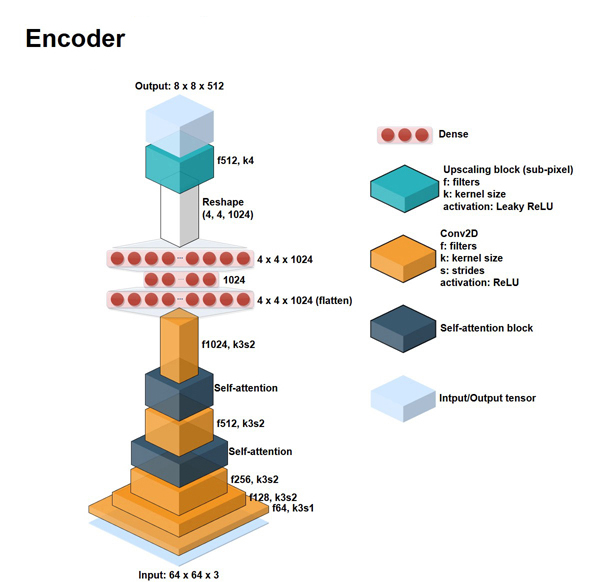 Encoder
Output: 8 x 8 x 512
f512, k4
Reshape
(4, 4, 1024)
4 x 4 x 1024
1024
4 x 4 x 1024 (flatten)
f1024, k3s2
Self-attention
f512, k3s2
Self-attention
f256, k3s2
f128, k3s2
f64, k3s1
Input: 64 x 64 x 3
Dense
Upscaling block (sub-pixel)
f: filters
k: kernel size
activation: Leaky ReLU
Conv2D
f: filters
k: kernel size
s: strides
activation: ReLU
Self-attention block
Intput/Output tensor